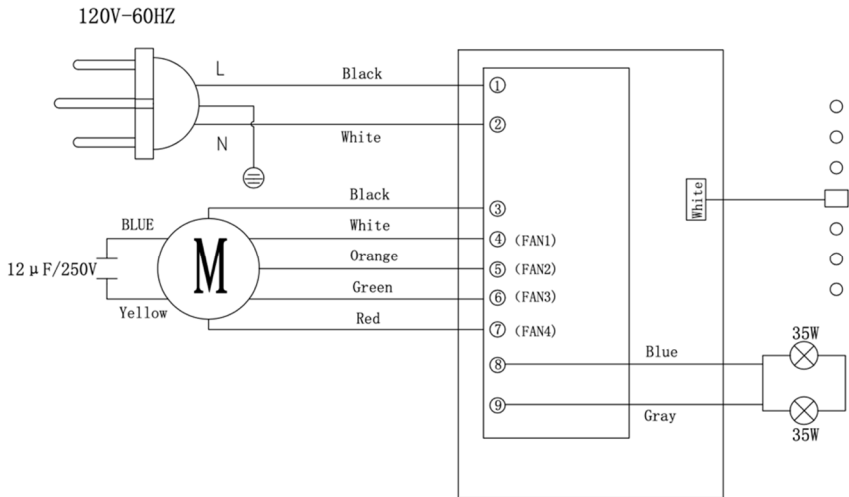 120V-60HZ
L
Black
①
②
N
White
Black
③
BLUE
White
④ (FAN1)
White
Orange
⑤ (FAN2)
12μF/250V
M
Green
⑥ (FAN3)
Yellow
Red
⑦ (FAN4)
35W
Blue
⑧
⑨
Gray
35W